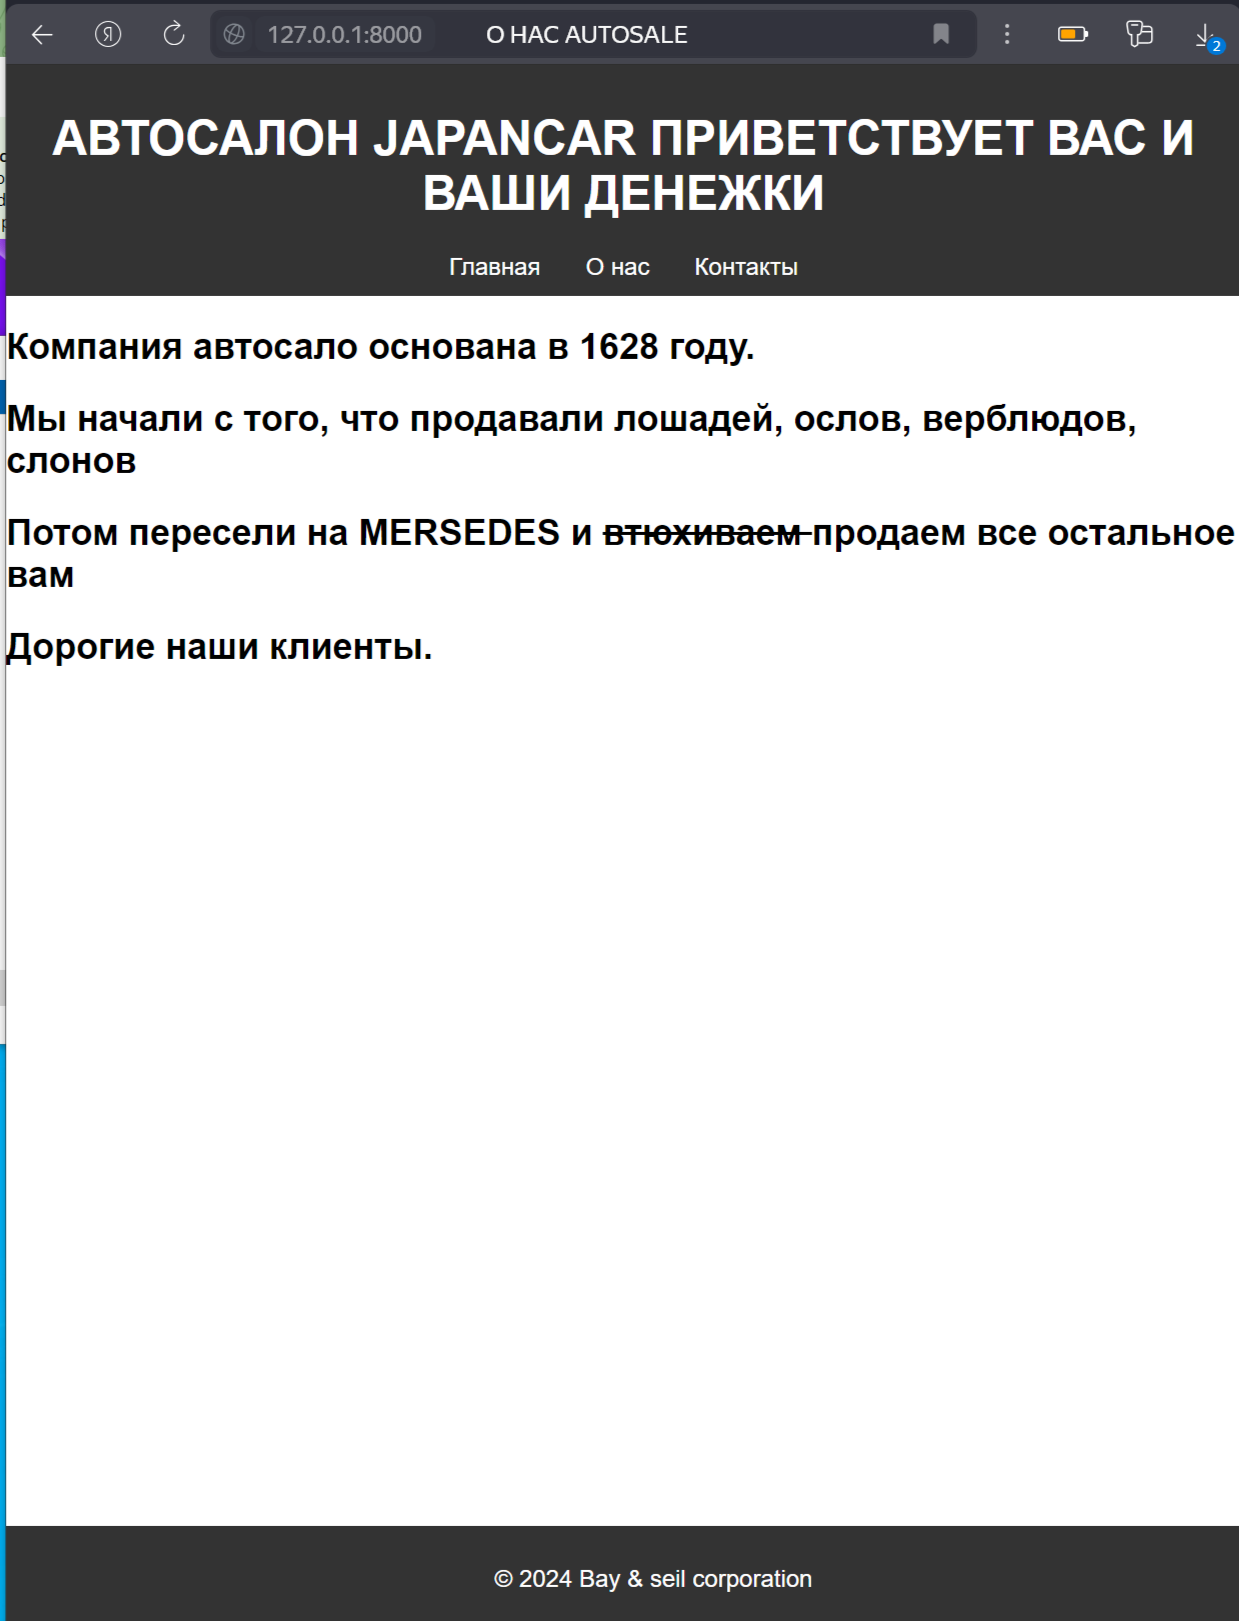 127.0.0.1:8000 О НАС AUTOSALE
2
АВТОСАЛОН JAPANCAR ПРИВЕТСТВУЕТ ВАС И
ВАШИ ДЕНЕЖКИ
Главная О нас Контакты
Компания автосало основана в 1628 году.
Мы начали с того, что продавали лошадей, ослов, верблюдов,
слонов
Потом пересели на MERSEDES и втюхиваем продаем все остальное
вам
Дорогие наши клиенты.
© 2024 Bay & seil corporation